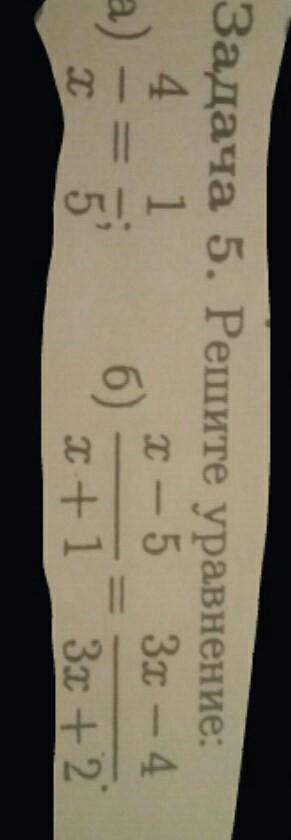 Задача 5. Решите уравнение:
а) 4/x = 1/5; б) (x − 5)/(x + 1) = (3x − 4)/(3x + 2).